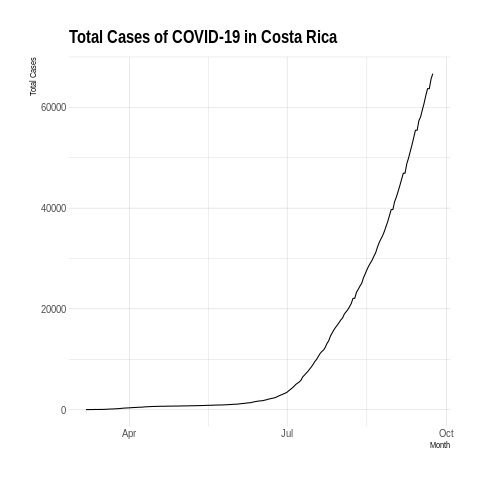 Total Cases of COVID-19 in Costa Rica
Total Cases
60000
40000
20000
0
Apr
Jul
Oct
Month